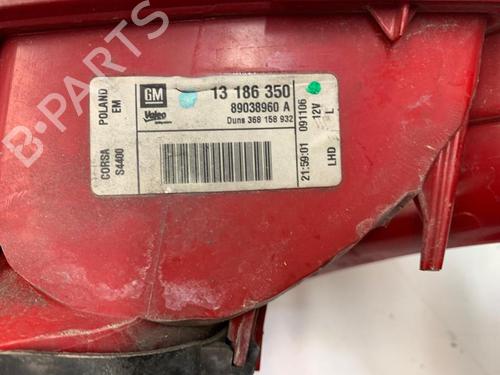 B-PARTS
POLAND
EM
CORSA
S4400
GM
Valeo
13 186 350
89038960 A
Duns 368 158 932
21:59:01 091106
12V
LHD
L
B-PARTS